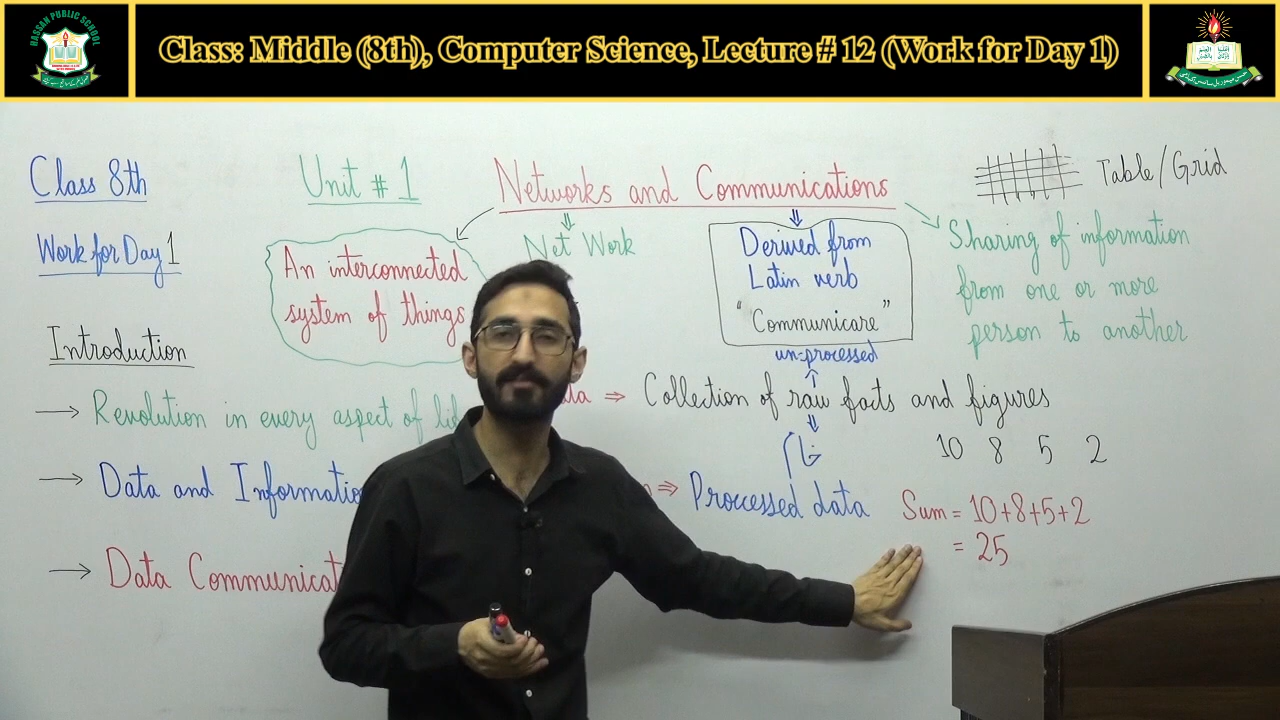 HASSAN PUBLIC SCHOOL
Class: Middle (8th), Computer Science, Lecture # 12 (Work for Day 1)
Class 8th
Unit # 1
Networks and Communications
Table/Grid
Work for Day 1
An interconnected
system of things
Net Work
Derived from
Latin verb
"Communicare"
Sharing of information
from one or more
person to another
Introduction
un-processed
→ Revolution in every aspect of
⇒ Collection of raw facts and figures
10 8 5 2
→ Data and Informatio
⇒ Processed data
Sum = 10+8+5+2
= 25
→ Data Communicat